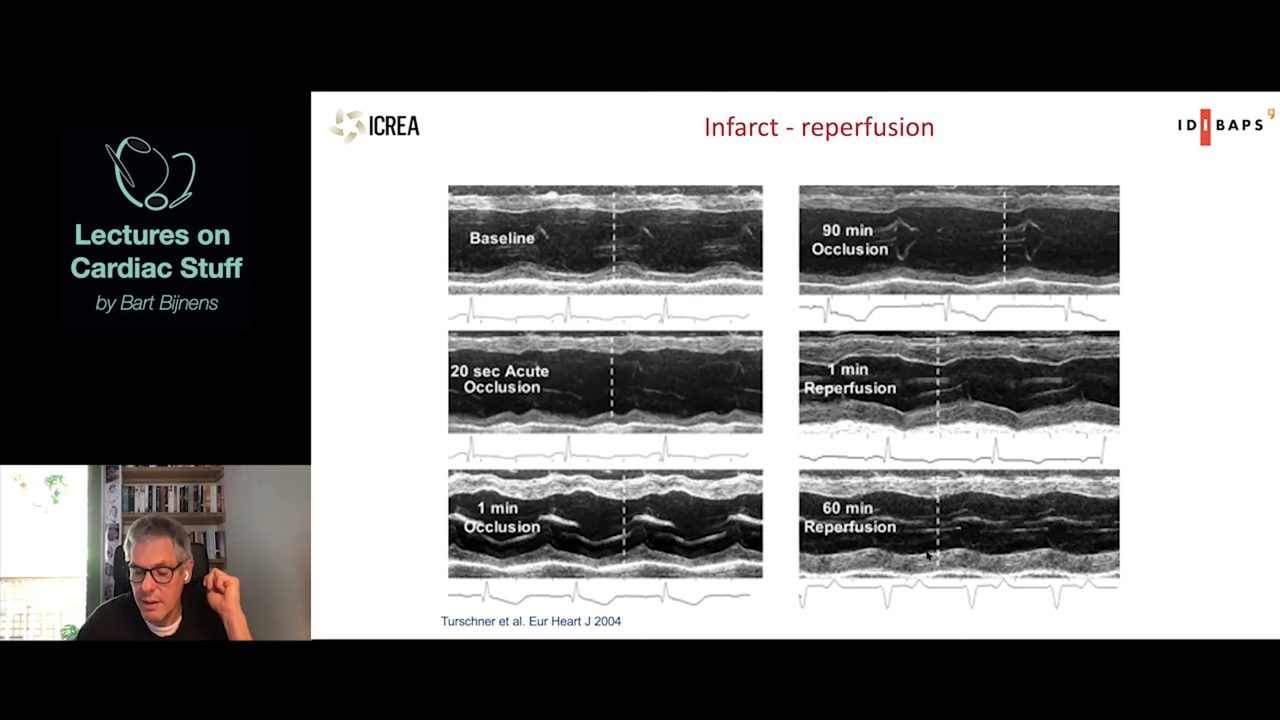 Lectures on
Cardiac Stuff
by Bart Bijnens
ICREA
Infarct - reperfusion
IDIBAPS
Baseline
20 sec Acute
Occlusion
1 min
Occlusion
90 min
Occlusion
1 min
Reperfusion
60 min
Reperfusion
Turschner et al. Eur Heart J 2004